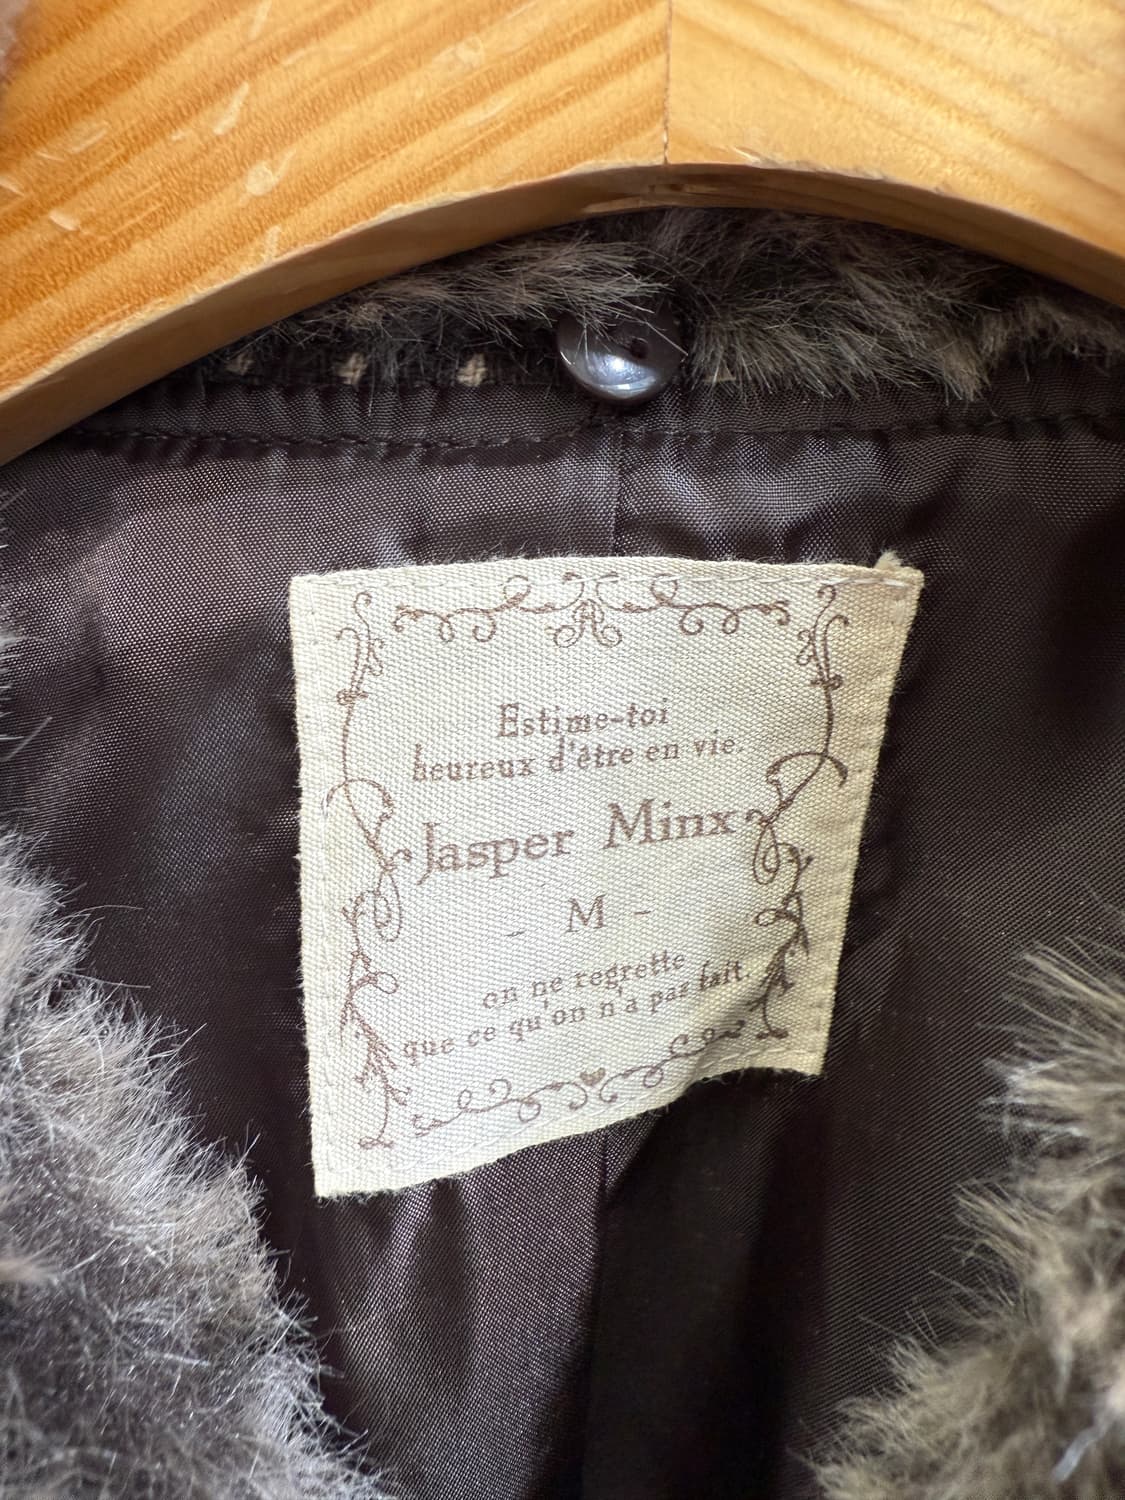 Estime-toi
heureux d'être en vie.
Jasper Minx
- M -
on ne regrette
que ce qu'on n'a pas fait.